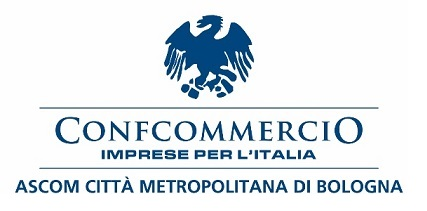 CONFCOMMERCIO
IMPRESE PER L'ITALIA
ASCOM CITTÀ METROPOLITANA DI BOLOGNA